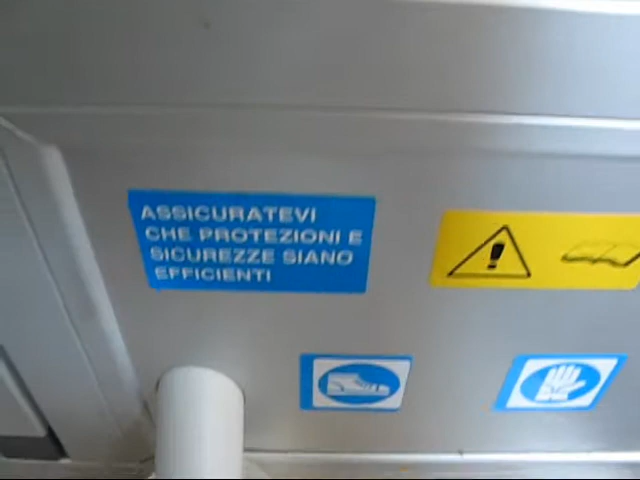 ASSICURATEVI
CHE PROTEZIONI E
SICUREZZE SIANO
EFFICIENTI